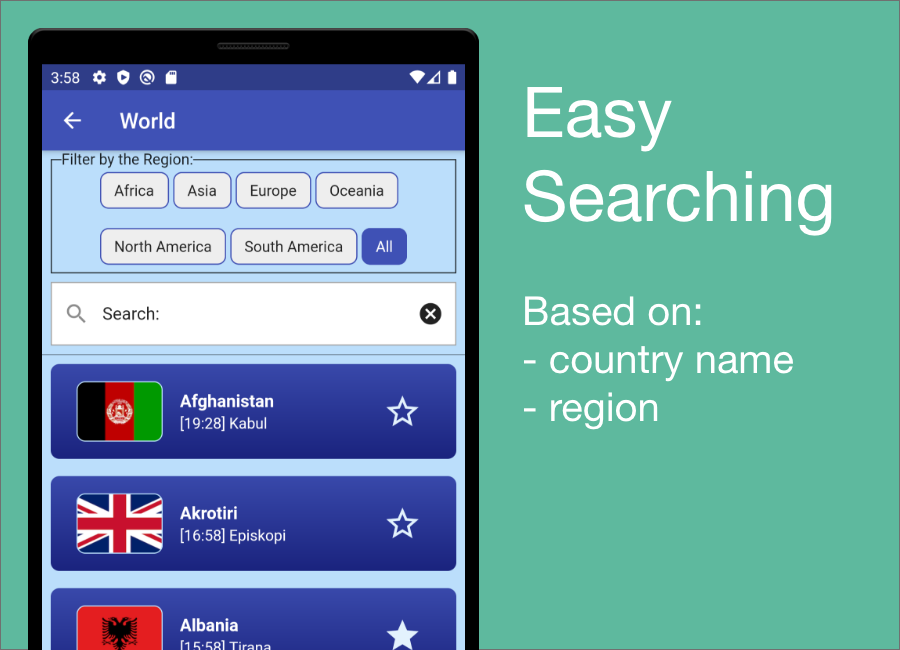 3:58
World
Filter by the Region:
Africa Asia Europe Oceania
North America South America All
Search:
Afghanistan
[19:28] Kabul
Akrotiri
[16:58] Episkopi
Albania
[15:58] Tirana
Easy
Searching
Based on:
- country name
- region